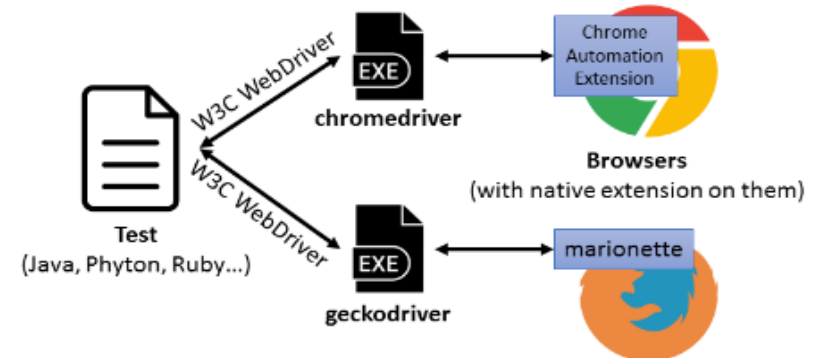 W3C WebDriver
EXE
chromedriver
Chrome
Automation
Extension
Browsers
(with native extension on them)
Test
(Java, Phyton, Ruby...)
W3C WebDriver
EXE
geckodriver
marionette